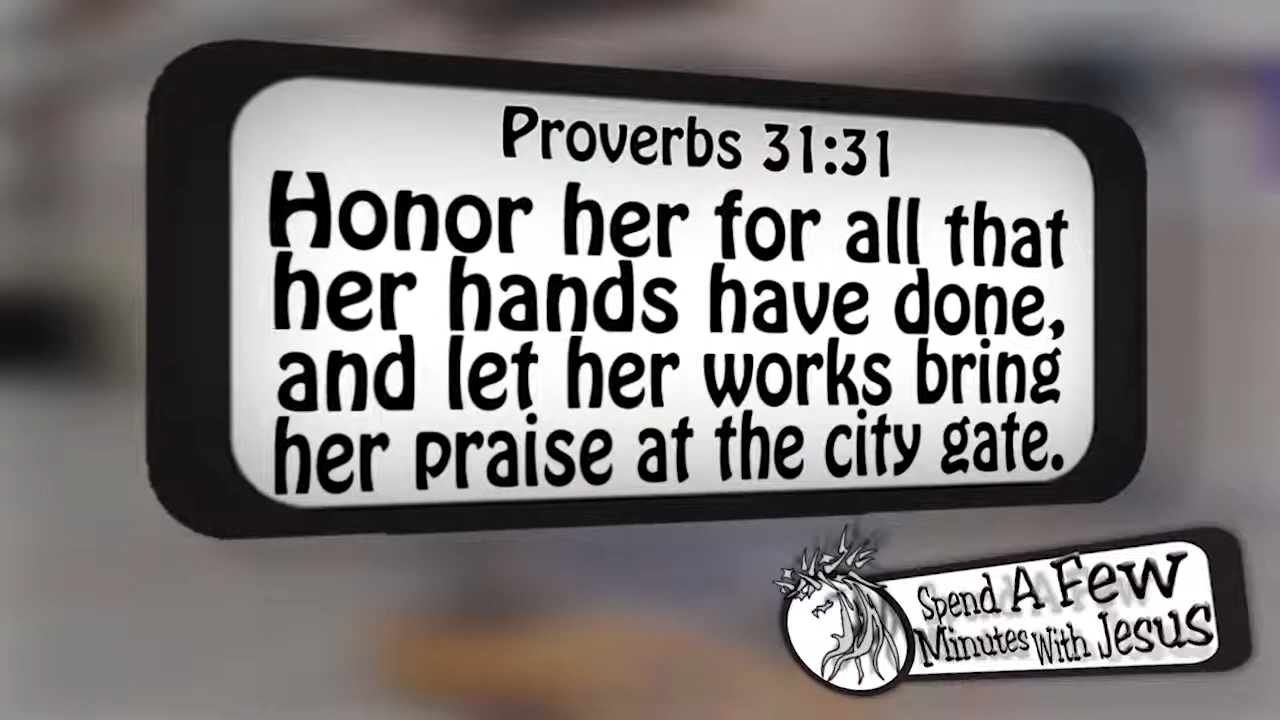 Proverbs 31:31
Honor her for all that
her hands have done,
and let her works bring
her praise at the city gate.
Spend A Few
Minutes With Jesus